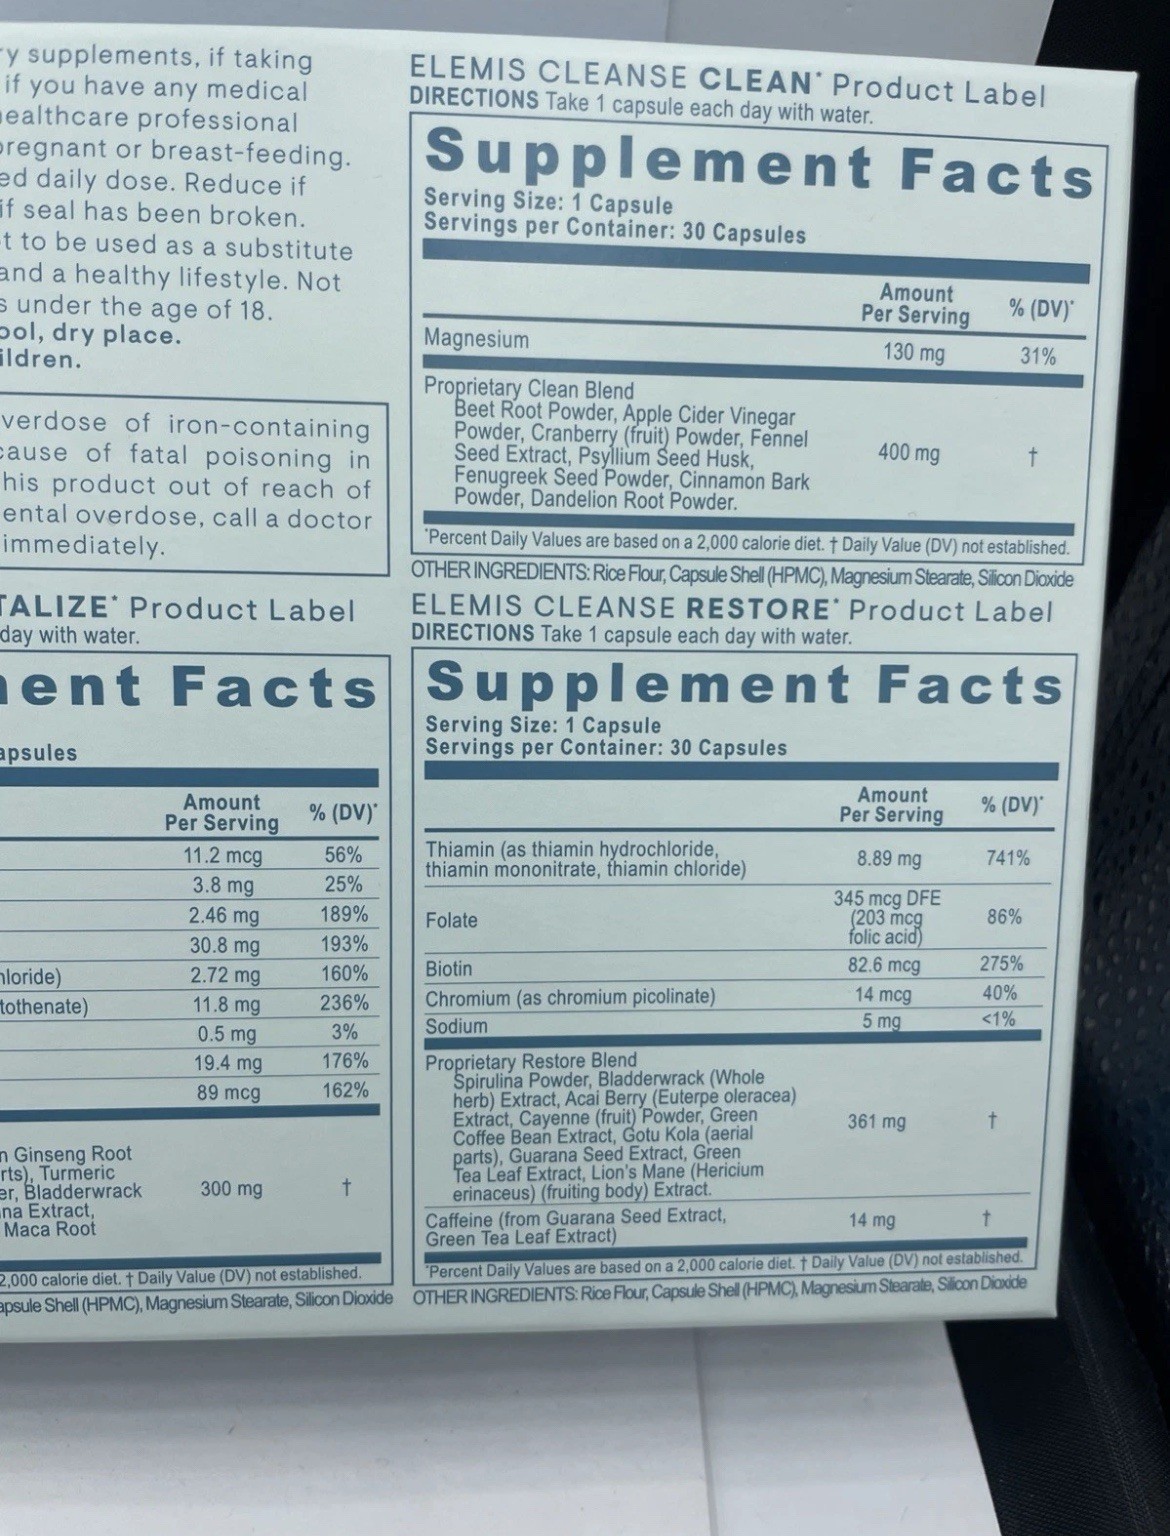 ry supplements, if taking
if you have any medical
healthcare professional
pregnant or breast-feeding.
ed daily dose. Reduce if
if seal has been broken.
t to be used as a substitute
and a healthy lifestyle. Not
s under the age of 18.
ool, dry place.
ildren.
verdose of iron-containing
cause of fatal poisoning in
his product out of reach of
ental overdose, call a doctor
immediately.
TALIZE* Product Label
day with water.
ent Facts
apsules
Amount
Per Serving % (DV)*
11.2 mcg 56%
3.8 mg 25%
2.46 mg 189%
30.8 mg 193%
hloride) 2.72 mg 160%
tothenate) 11.8 mg 236%
0.5 mg 3%
19.4 mg 176%
89 mcg 162%
n Ginseng Root
rts), Turmeric
er, Bladderwrack 300 mg †
na Extract,
Maca Root
2,000 calorie diet. † Daily Value (DV) not established.
apsule Shell (HPMC), Magnesium Stearate, Silicon Dioxide
ELEMIS CLEANSE CLEAN* Product Label
DIRECTIONS Take 1 capsule each day with water.
Supplement Facts
Serving Size: 1 Capsule
Servings per Container: 30 Capsules
Amount
Per Serving % (DV)*
Magnesium 130 mg 31%
Proprietary Clean Blend
Beet Root Powder, Apple Cider Vinegar
Powder, Cranberry (fruit) Powder, Fennel
Seed Extract, Psyllium Seed Husk, 400 mg †
Fenugreek Seed Powder, Cinnamon Bark
Powder, Dandelion Root Powder.
*Percent Daily Values are based on a 2,000 calorie diet. † Daily Value (DV) not established.
OTHER INGREDIENTS: Rice Flour, Capsule Shell (HPMC), Magnesium Stearate, Silicon Dioxide
ELEMIS CLEANSE RESTORE* Product Label
DIRECTIONS Take 1 capsule each day with water.
Supplement Facts
Serving Size: 1 Capsule
Servings per Container: 30 Capsules
Amount
Per Serving % (DV)*
Thiamin (as thiamin hydrochloride,
thiamin mononitrate, thiamin chloride) 8.89 mg 741%
345 mcg DFE
Folate (203 mcg 86%
folic acid)
Biotin 82.6 mcg 275%
Chromium (as chromium picolinate) 14 mcg 40%
Sodium 5 mg <1%
Proprietary Restore Blend
Spirulina Powder, Bladderwrack (Whole
herb) Extract, Acai Berry (Euterpe oleracea)
Extract, Cayenne (fruit) Powder, Green 361 mg †
Coffee Bean Extract, Gotu Kola (aerial
parts), Guarana Seed Extract, Green
Tea Leaf Extract, Lion's Mane (Hericium
erinaceus) (fruiting body) Extract.
Caffeine (from Guarana Seed Extract, 14 mg †
Green Tea Leaf Extract)
*Percent Daily Values are based on a 2,000 calorie diet. † Daily Value (DV) not established.
OTHER INGREDIENTS: Rice Flour, Capsule Shell (HPMC), Magnesium Stearate, Silicon Dioxide